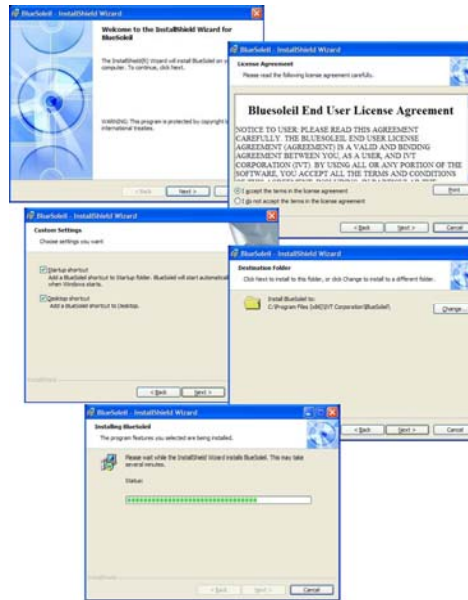 BlueSoleil - InstallShield Wizard
Welcome to the InstallShield Wizard for
BlueSoleil
The InstallShield(R) Wizard will install BlueSoleil on
computer. To continue, click Next.
WARNING: This program is protected by copyright
international treaties.
< Back
Next >
BlueSoleil - InstallShield Wizard
License Agreement
Please read the following license agreement carefully.
Bluesoleil End User License Agreement
NOTICE TO USER: PLEASE READ THIS AGREEMENT
CAREFULLY. THE BLUESOLEIL END USER LICENSE
AGREEMENT (AGREEMENT) IS A VALID AND BINDING
AGREEMENT BETWEEN YOU, AS A USER, AND IVT
CORPORATION (IVT). BY USING ALL OR ANY PORTION OF THE
SOFTWARE, YOU ACCEPT ALL THE TERMS AND CONDITIONS
I accept the terms in the license agreement
Print
I do not accept the terms in the license agreement
< Back
Next >
Cancel
BlueSoleil - InstallShield Wizard
Custom Settings
Choose settings you want
Startup shortcut
Add a BlueSoleil shortcut to Startup folder. BlueSoleil will start
when Windows starts.
Desktop shortcut
Add a BlueSoleil shortcut to Desktop.
InstallShield
< Back
Next >
BlueSoleil - InstallShield Wizard
Destination Folder
Click Next to install to this folder, or click Change to install to a different folder.
Install BlueSoleil to:
C:\Program Files (x86)\IVT Corporation\BlueSoleil\
Change...
< Back
Next >
Cancel
BlueSoleil - InstallShield Wizard
Installing BlueSoleil
The program features you selected are being installed.
Please wait while the InstallShield Wizard installs BlueSoleil. This may take
several minutes.
Status:
InstallShield
< Back
Next >
Cancel